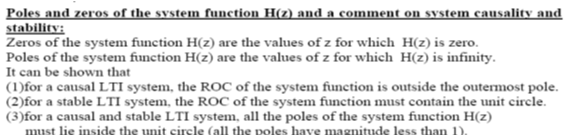 Poles and zeros of the system function H(z) and a comment on system causality and
stability:
Zeros of the system function H(z) are the values of z for which H(z) is zero.
Poles of the system function H(z) are the values of z for which H(z) is infinity.
It can be shown that
(1)for a causal LTI system, the ROC of the system function is outside the outermost pole.
(2)for a stable LTI system, the ROC of the system function must contain the unit circle.
(3)for a causal and stable LTI system, all the poles of the system function H(z)
must lie inside the unit circle (all the poles have magnitude less than 1).